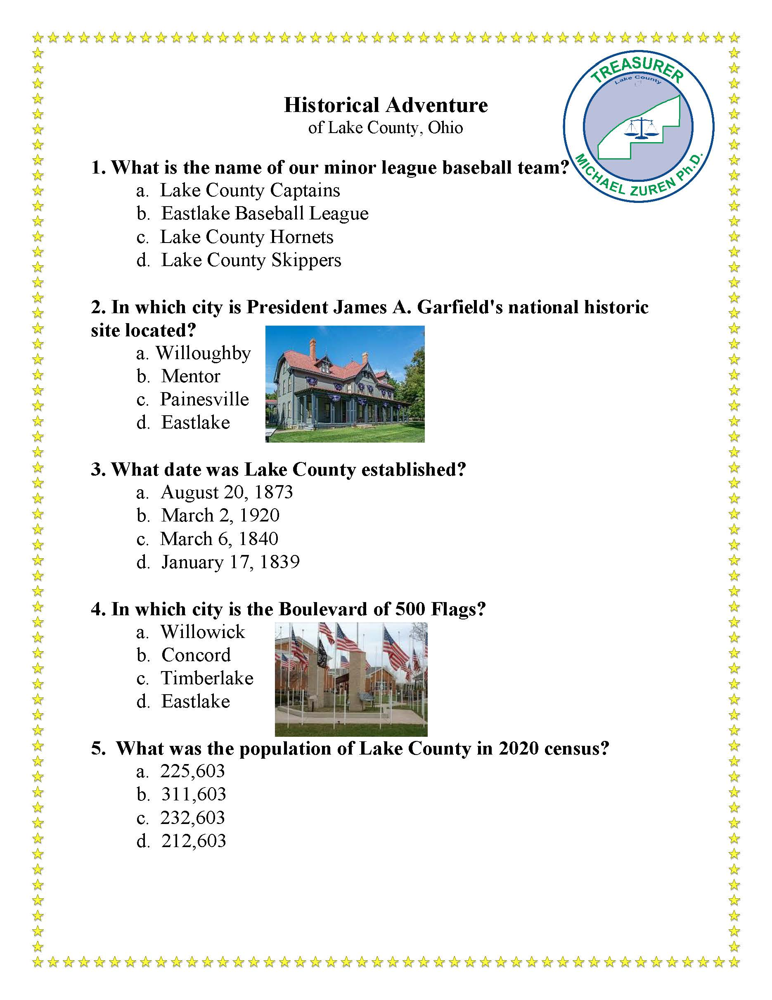 TREASURER
Lake County
MICHAEL ZUREN Ph.D.
Historical Adventure
of Lake County, Ohio
1. What is the name of our minor league baseball team?
a. Lake County Captains
b. Eastlake Baseball League
c. Lake County Hornets
d. Lake County Skippers
2. In which city is President James A. Garfield's national historic
site located?
a. Willoughby
b. Mentor
c. Painesville
d. Eastlake
3. What date was Lake County established?
a. August 20, 1873
b. March 2, 1920
c. March 6, 1840
d. January 17, 1839
4. In which city is the Boulevard of 500 Flags?
a. Willowick
b. Concord
c. Timberlake
d. Eastlake
5. What was the population of Lake County in 2020 census?
a. 225,603
b. 311,603
c. 232,603
d. 212,603